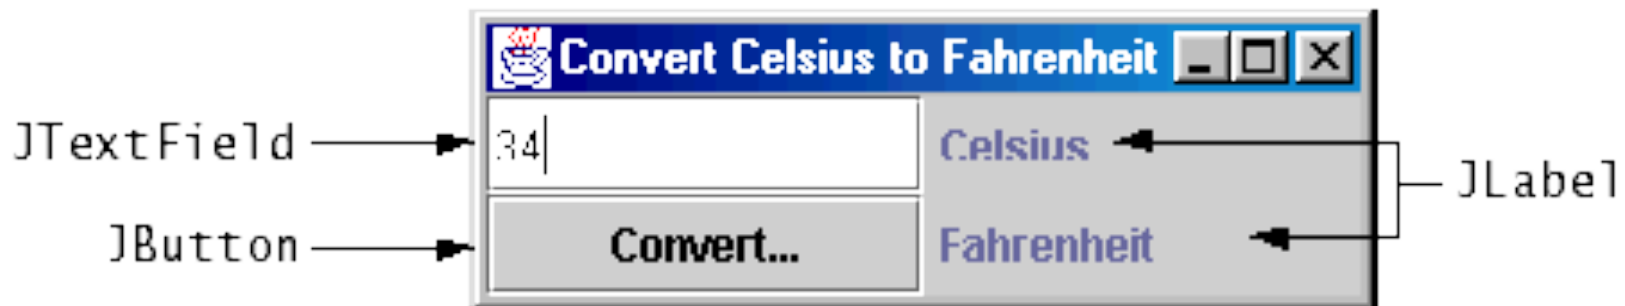 Convert Celsius to Fahrenheit
JTextField 34 Celsius
JLabel
JButton Convert... Fahrenheit